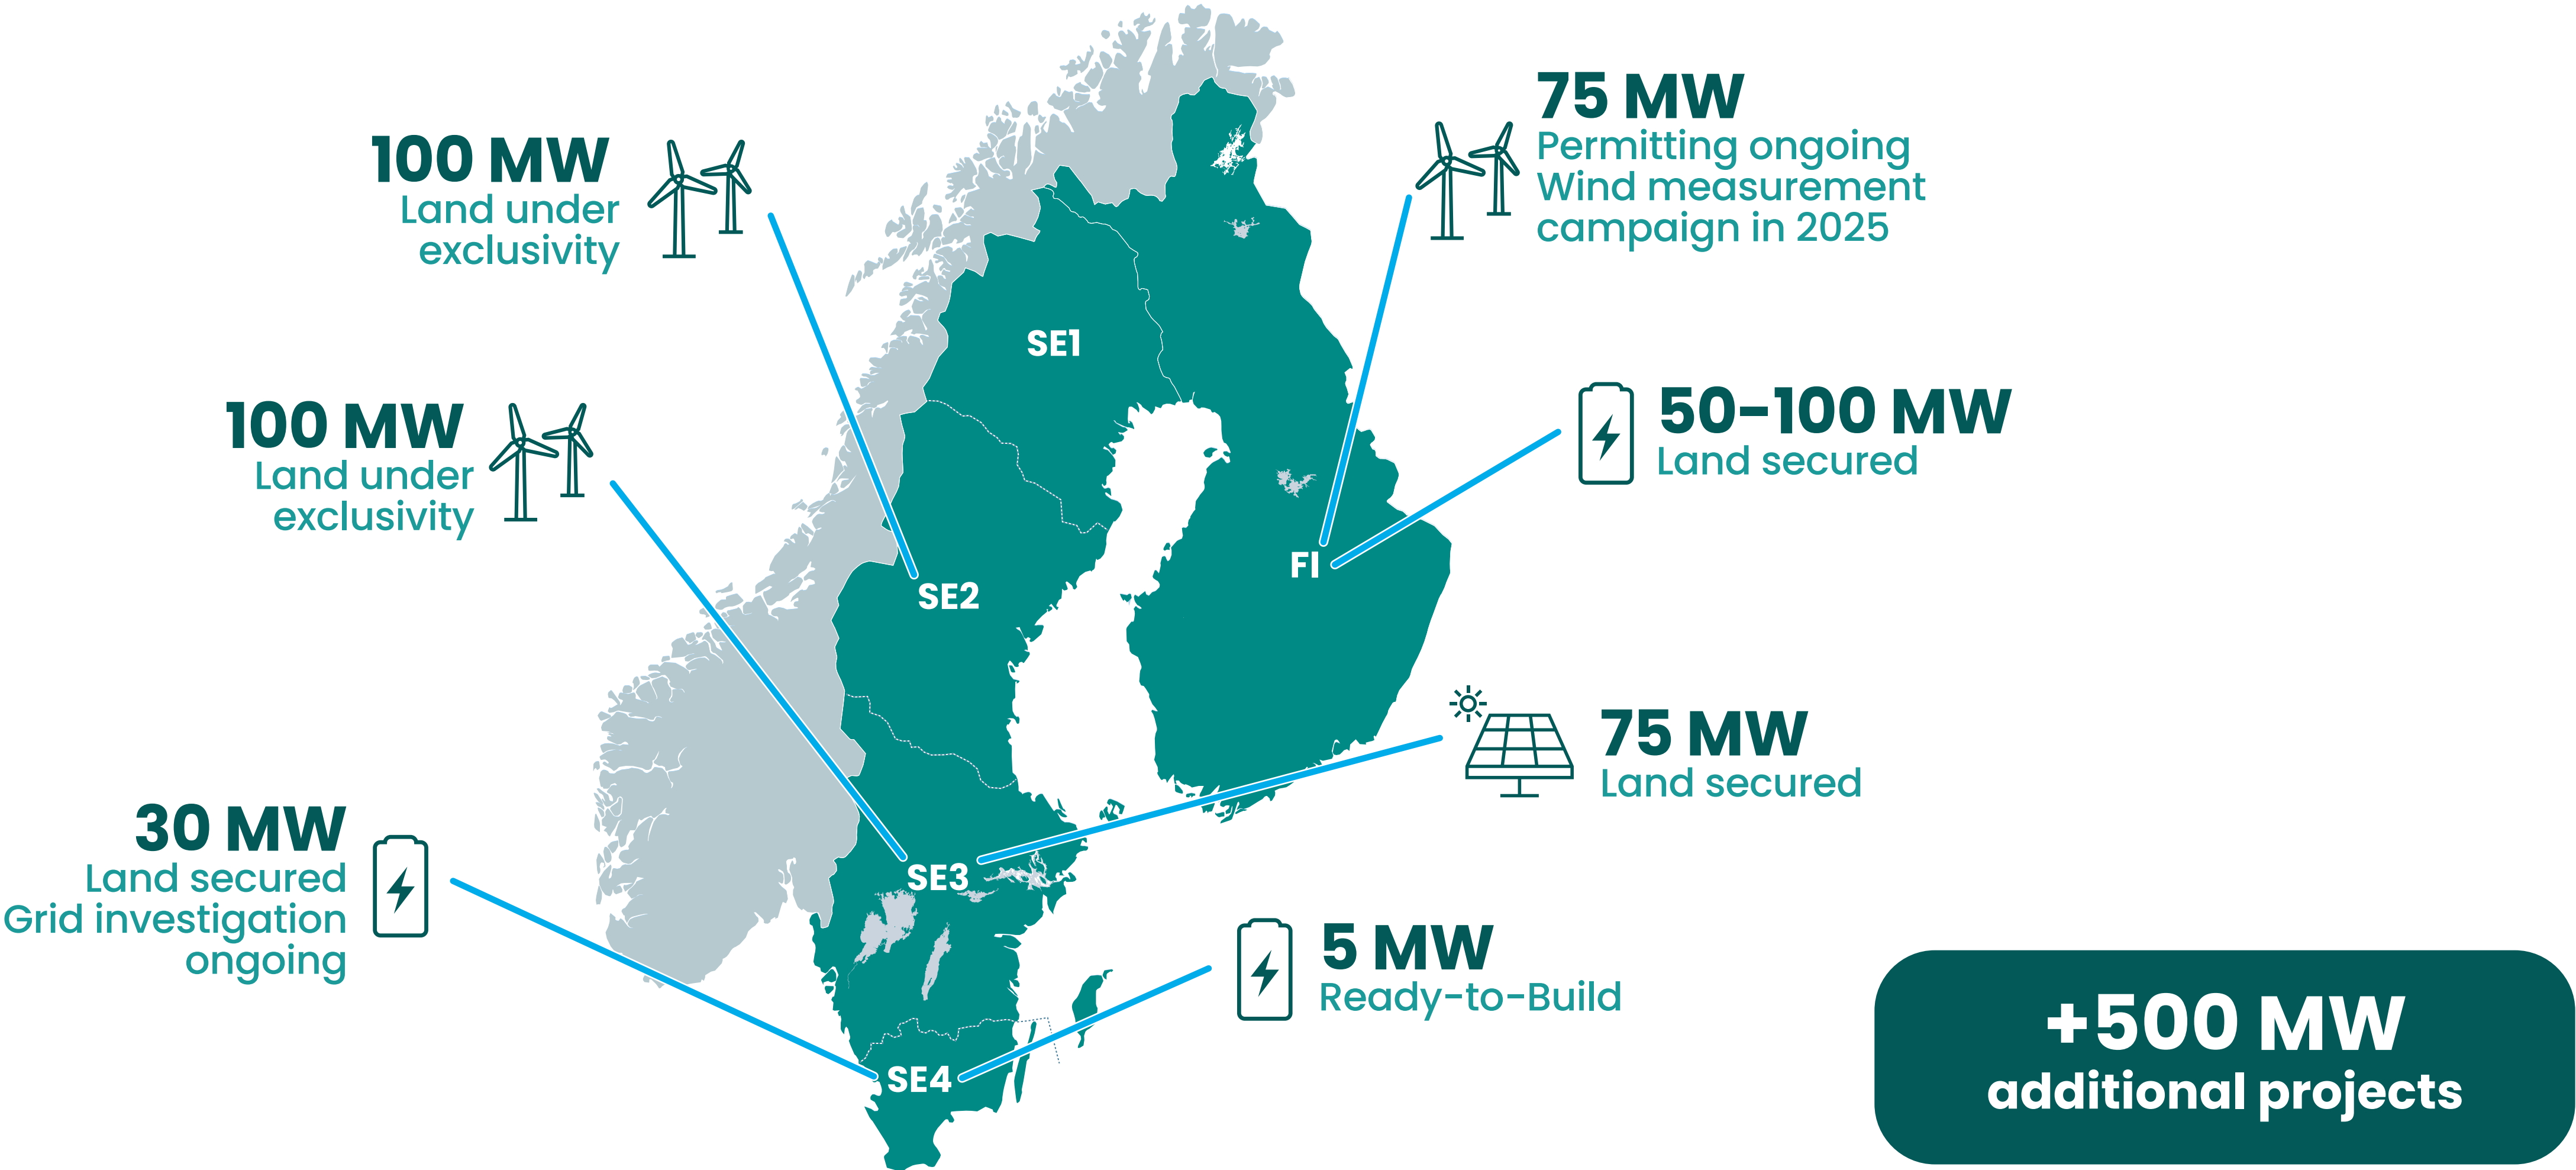 100 MW
Land under
exclusivity
75 MW
Permitting ongoing
Wind measurement
campaign in 2025
SE1
100 MW
Land under
exclusivity
50-100 MW
Land secured
SE2
FI
75 MW
Land secured
30 MW
Land secured
Grid investigation
ongoing
SE3
5 MW
Ready-to-Build
SE4
+500 MW
additional projects